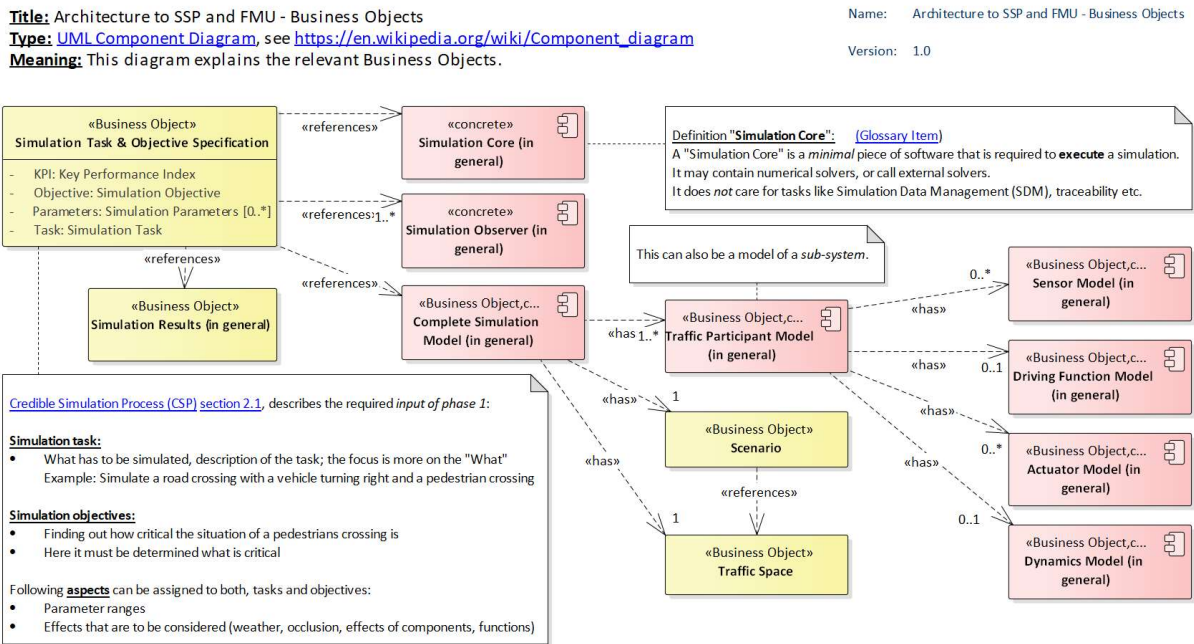 Title: Architecture to SSP and FMU - Business Objects
Type: UML Component Diagram, see https://en.wikipedia.org/wiki/Component_diagram
Meaning: This diagram explains the relevant Business Objects.
Name: Architecture to SSP and FMU - Business Objects
Version: 1.0
«Business Object»
Simulation Task & Objective Specification
- KPI: Key Performance Index
- Objective: Simulation Objective
- Parameters: Simulation Parameters [0..*]
- Task: Simulation Task
«references»
«concrete»
Simulation Core (in
general)
Definition "Simulation Core": (Glossary Item)
A "Simulation Core" is a minimal piece of software that is required to execute a simulation.
It may contain numerical solvers, or call external solvers.
It does not care for tasks like Simulation Data Management (SDM), traceability etc.
«references»
1..*
«concrete»
Simulation Observer (in
general)
«references»
«references»
«Business Object»
Simulation Results (in general)
«Business Object,c...
Complete Simulation
Model (in general)
This can also be a model of a sub-system.
«has»
1..*
«Business Object,c...
Traffic Participant Model
(in general)
0..*
«has»
«Business Object,c...
Sensor Model (in
general)
«has»
0..1
«Business Object,c...
Driving Function Model
(in general)
«has»
0..*
«Business Object,c...
Actuator Model (in
general)
«has»
0..1
«Business Object,c...
Dynamics Model (in
general)
«has»
1
«Business Object»
Scenario
«references»
«has»
1
«Business Object»
Traffic Space
Credible Simulation Process (CSP) section 2.1, describes the required input of phase 1:
Simulation task:
• What has to be simulated, description of the task; the focus is more on the "What"
Example: Simulate a road crossing with a vehicle turning right and a pedestrian crossing
Simulation objectives:
• Finding out how critical the situation of a pedestrians crossing is
• Here it must be determined what is critical
Following aspects can be assigned to both, tasks and objectives:
• Parameter ranges
• Effects that are to be considered (weather, occlusion, effects of components, functions)